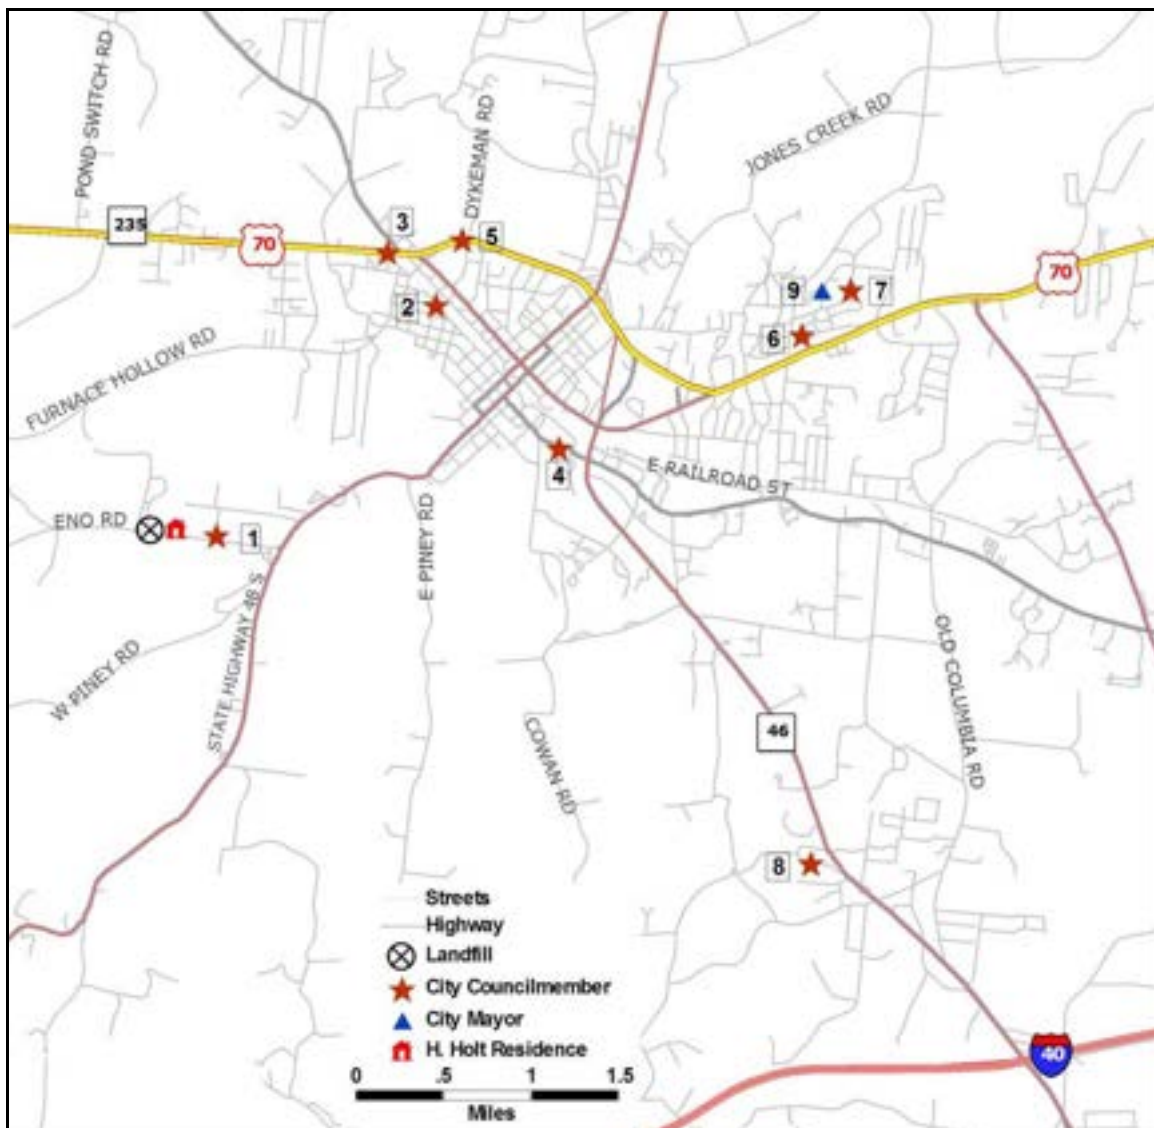 POND SWITCH RD
DYKEMAN RD
JONES CREEK RD
235
70
3
5
70
2
9
7
6
FURNACE HOLLOW RD
4
E RAILROAD ST
ENO RD
1
E PINEY RD
STATE HIGHWAY 48 S
W PINEY RD
OLD COLUMBIA RD
COWAN RD
46
8
Streets
Highway
Landfill
City Councilmember
City Mayor
H. Holt Residence
40
0 .5 1 1.5
Miles